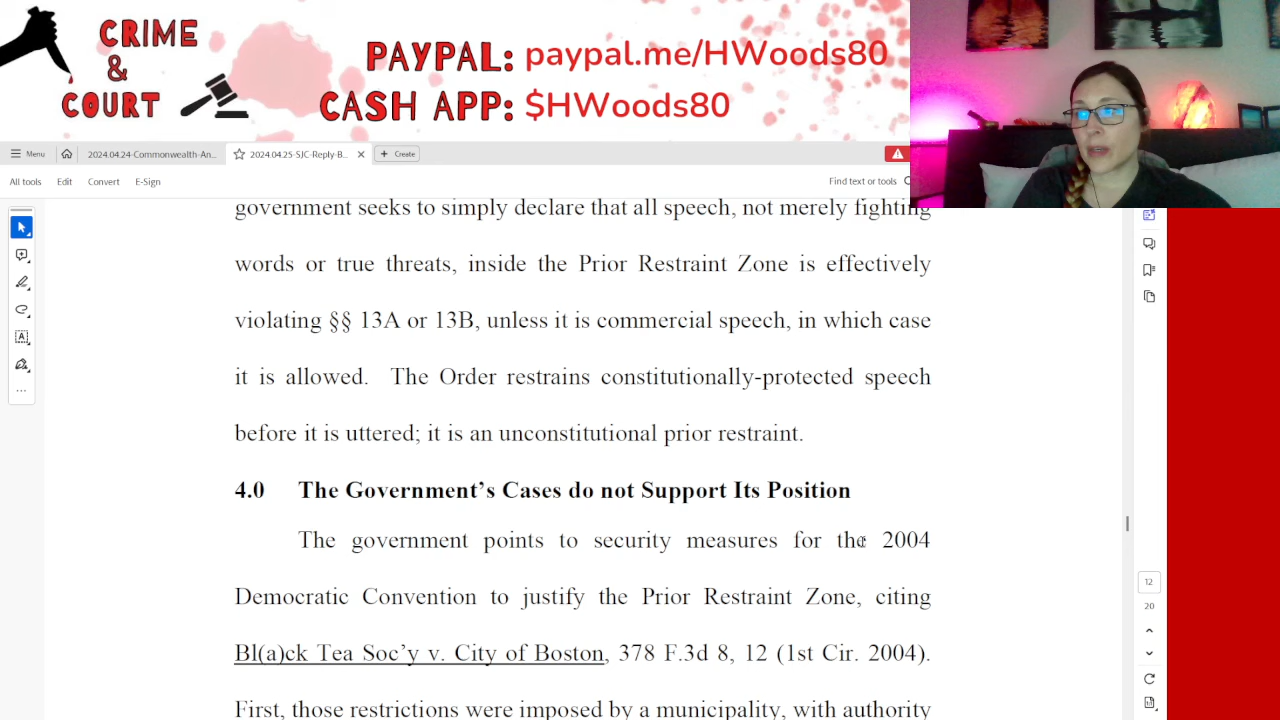 CRIME
&
COURT
PAYPAL: paypal.me/HWoods80
CASH APP: $HWoods80
Menu
2024.04.24-Commonwealth-An...
2024.04.25-SJC-Reply-B...
Create
All tools
Edit
Convert
E-Sign
Find text or tools
government seeks to simply declare that all speech, not merely fighting
words or true threats, inside the Prior Restraint Zone is effectively
violating §§ 13A or 13B, unless it is commercial speech, in which case
it is allowed. The Order restrains constitutionally-protected speech
before it is uttered; it is an unconstitutional prior restraint.
4.0 The Government's Cases do not Support Its Position
The government points to security measures for the 2004
Democratic Convention to justify the Prior Restraint Zone, citing
Bl(a)ck Tea Soc'y v. City of Boston, 378 F.3d 8, 12 (1st Cir. 2004).
First, those restrictions were imposed by a municipality, with authority
12
20